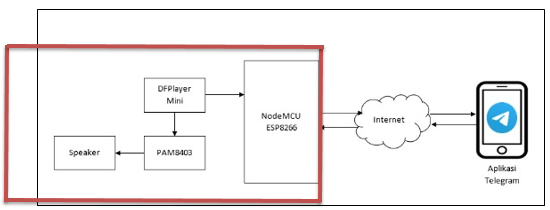 DFPlayer
Mini
NodeMCU
ESP8266
Internet
Speaker
PAM8403
Aplikasi
Telegram